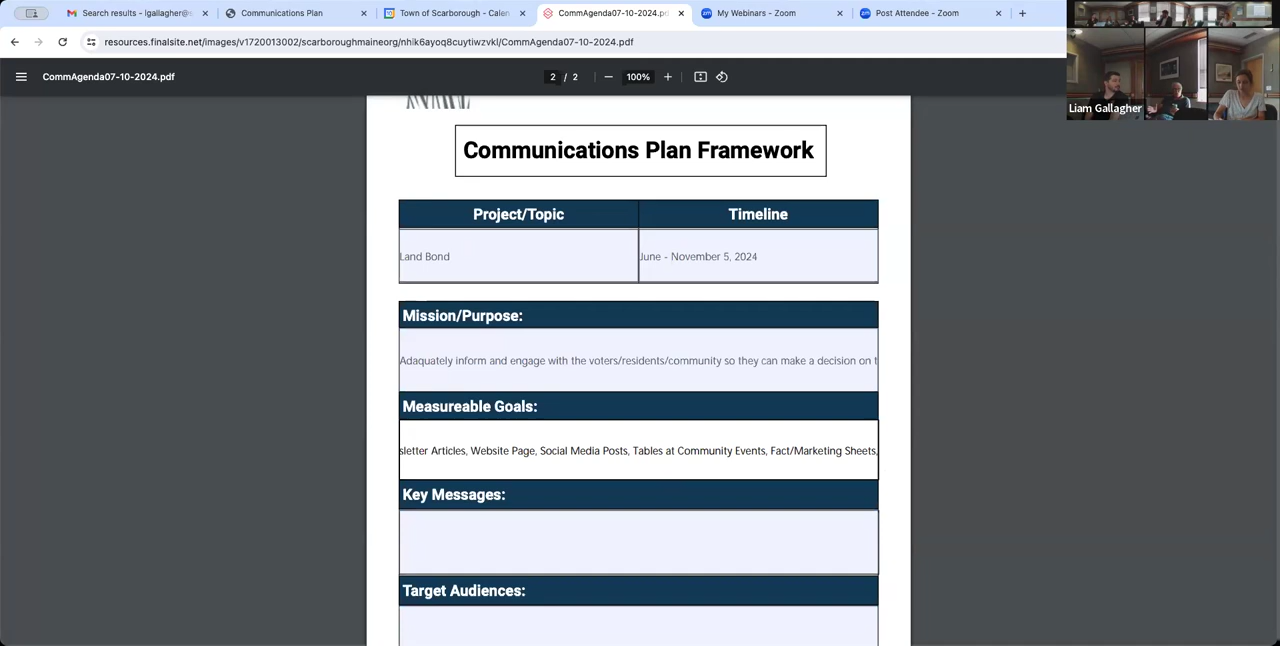 Search results - lgallagher@s
Communications Plan
Town of Scarborough - Calen
CommAgenda07-10-2024.pd
My Webinars - Zoom
Post Attendee - Zoom
resources.finalsite.net/images/v1720013002/scarboroughmaineorg/nhik6ayoq8cuytiwzvkl/CommAgenda07-10-2024.pdf
CommAgenda07-10-2024.pdf
2 / 2
100%
Liam Gallagher
Communications Plan Framework
Project/Topic
Timeline
Land Bond
June - November 5, 2024
Mission/Purpose:
Adaquately inform and engage with the voters/residents/community so they can make a decision on t
Measureable Goals:
sletter Articles, Website Page, Social Media Posts, Tables at Community Events, Fact/Marketing Sheets,
Key Messages:
Target Audiences: